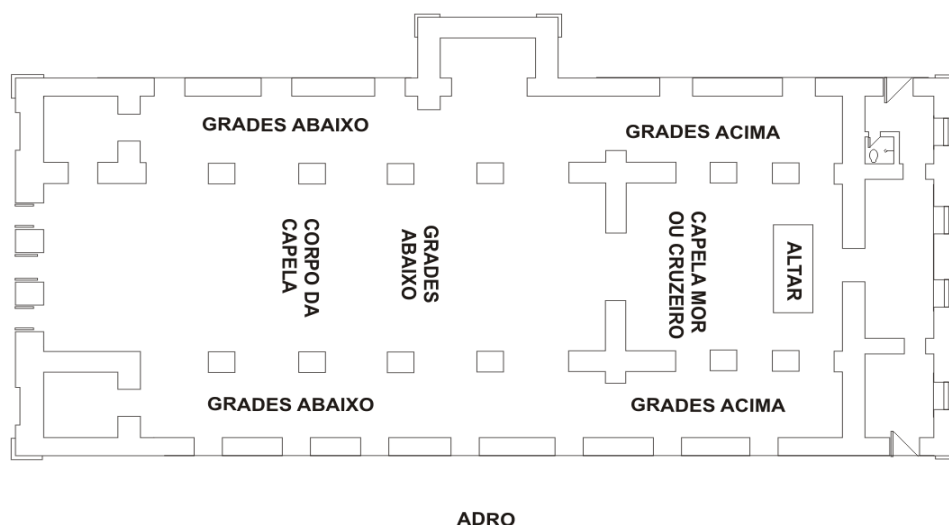 GRADES ABAIXO
GRADES ACIMA
CORPO DA
CAPELA
GRADES
ABAIXO
CAPELA MOR
OU CRUZEIRO
ALTAR
GRADES ABAIXO
GRADES ACIMA
ADRO